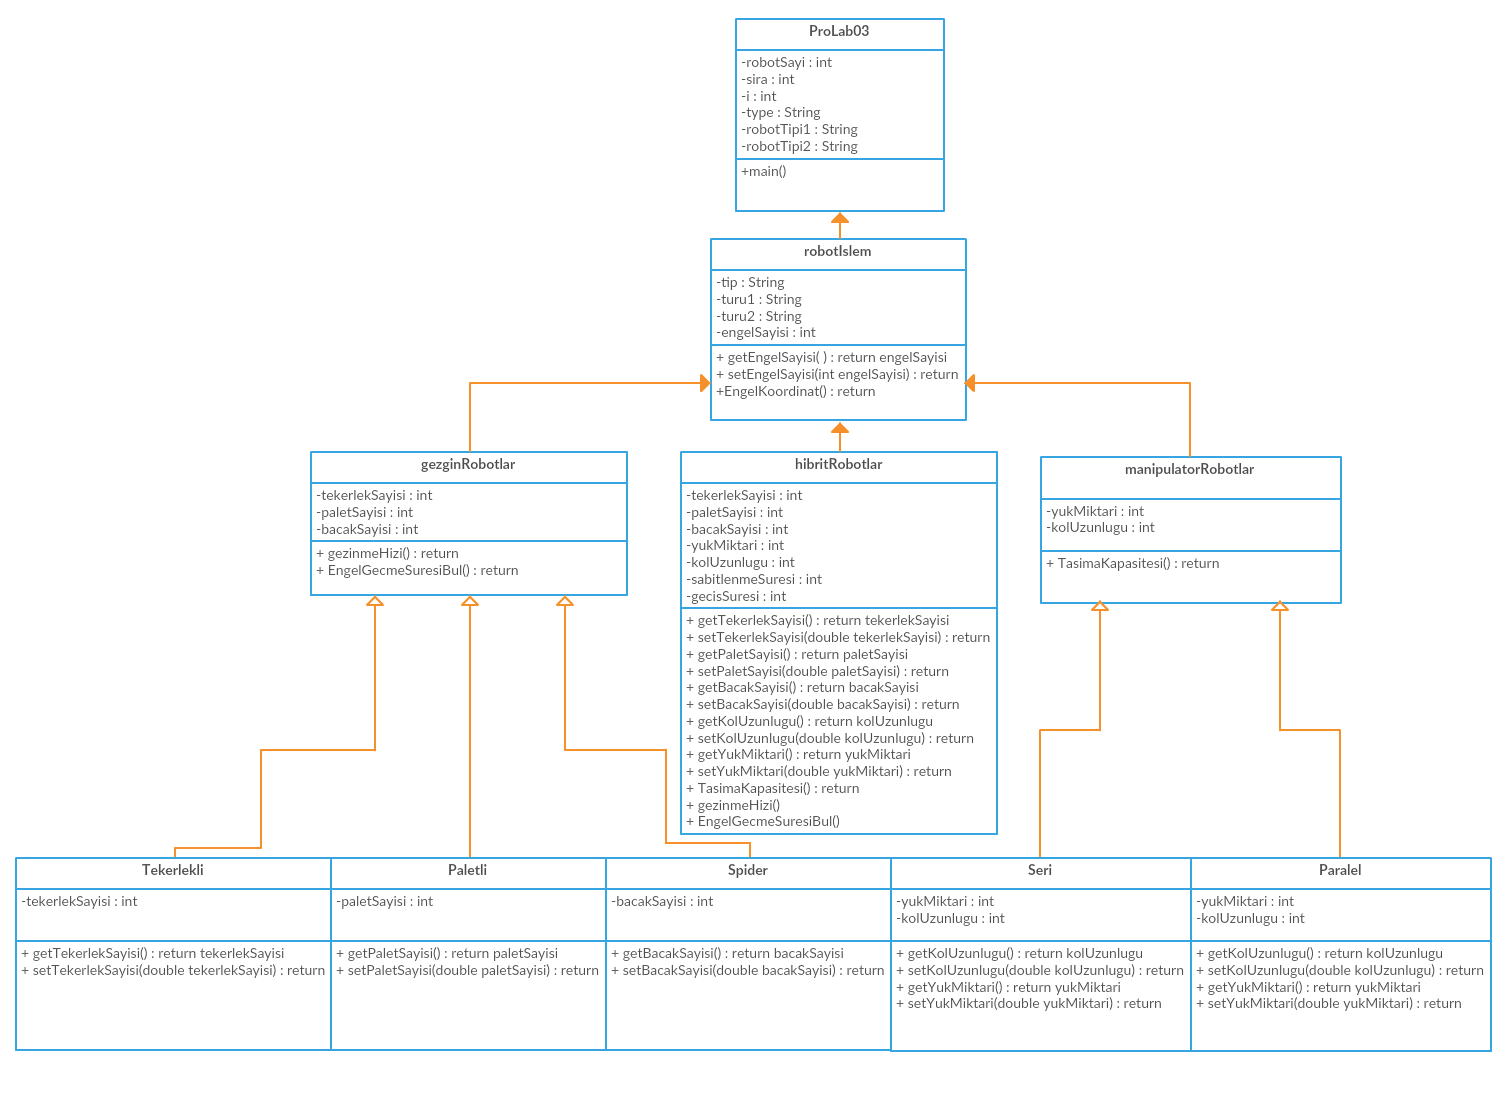 ProLab03
-robotSayi : int
-sira : int
-i : int
-type : String
-robotTipi1 : String
-robotTipi2 : String
+main()
robotIslem
-tip : String
-turu1 : String
-turu2 : String
-engelSayisi : int
+ getEngelSayisi( ) : return engelSayisi
+ setEngelSayisi(int engelSayisi) : return
+EngelKoordinat() : return
gezginRobotlar
-tekerlekSayisi : int
-paletSayisi : int
-bacakSayisi : int
+ gezinmeHizi() : return
+ EngelGecmeSuresiBul() : return
hibritRobotlar
-tekerlekSayisi : int
-paletSayisi : int
-bacakSayisi : int
-yukMiktari : int
-kolUzunlugu : int
-sabitlenmeSuresi : int
-gecisSuresi : int
+ getTekerlekSayisi() : return tekerlekSayisi
+ setTekerlekSayisi(double tekerlekSayisi) : return
+ getPaletSayisi() : return paletSayisi
+ setPaletSayisi(double paletSayisi) : return
+ getBacakSayisi() : return bacakSayisi
+ setBacakSayisi(double bacakSayisi) : return
+ getKolUzunlugu() : return kolUzunlugu
+ setKolUzunlugu(double kolUzunlugu) : return
+ getYukMiktari() : return yukMiktari
+ setYukMiktari(double yukMiktari) : return
+ TasimaKapasitesi() : return
+ gezinmeHizi()
+ EngelGecmeSuresiBul()
manipulatorRobotlar
-yukMiktari : int
-kolUzunlugu : int
+ TasimaKapasitesi() : return
Tekerlekli
-tekerlekSayisi : int
+ getTekerlekSayisi() : return tekerlekSayisi
+ setTekerlekSayisi(double tekerlekSayisi) : return
Paletli
-paletSayisi : int
+ getPaletSayisi() : return paletSayisi
+ setPaletSayisi(double paletSayisi) : return
Spider
-bacakSayisi : int
+ getBacakSayisi() : return bacakSayisi
+ setBacakSayisi(double bacakSayisi) : return
Seri
-yukMiktari : int
-kolUzunlugu : int
+ getKolUzunlugu() : return kolUzunlugu
+ setKolUzunlugu(double kolUzunlugu) : return
+ getYukMiktari() : return yukMiktari
+ setYukMiktari(double yukMiktari) : return
Paralel
-yukMiktari : int
-kolUzunlugu : int
+ getKolUzunlugu() : return kolUzunlugu
+ setKolUzunlugu(double kolUzunlugu) : return
+ getYukMiktari() : return yukMiktari
+ setYukMiktari(double yukMiktari) : return